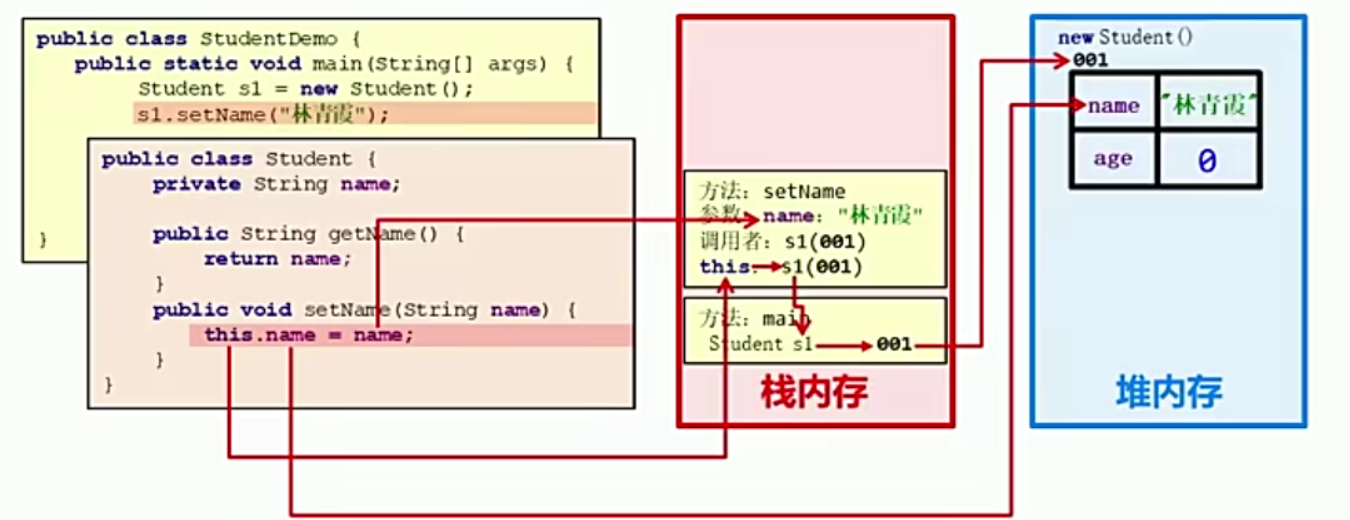 public class StudentDemo {
public static void main(String[] args) {
Student s1 = new Student();
s1.setName("林青霞");
}
public class Student {
private String name;
public String getName() {
return name;
}
public void setName(String name) {
this.name = name;
}
}
方法: setName
参数: name: "林青霞"
调用者: s1(001)
this: s1(001)
方法: main
Student s1 001
栈内存
new Student()
001
name "林青霞"
age 0
堆内存